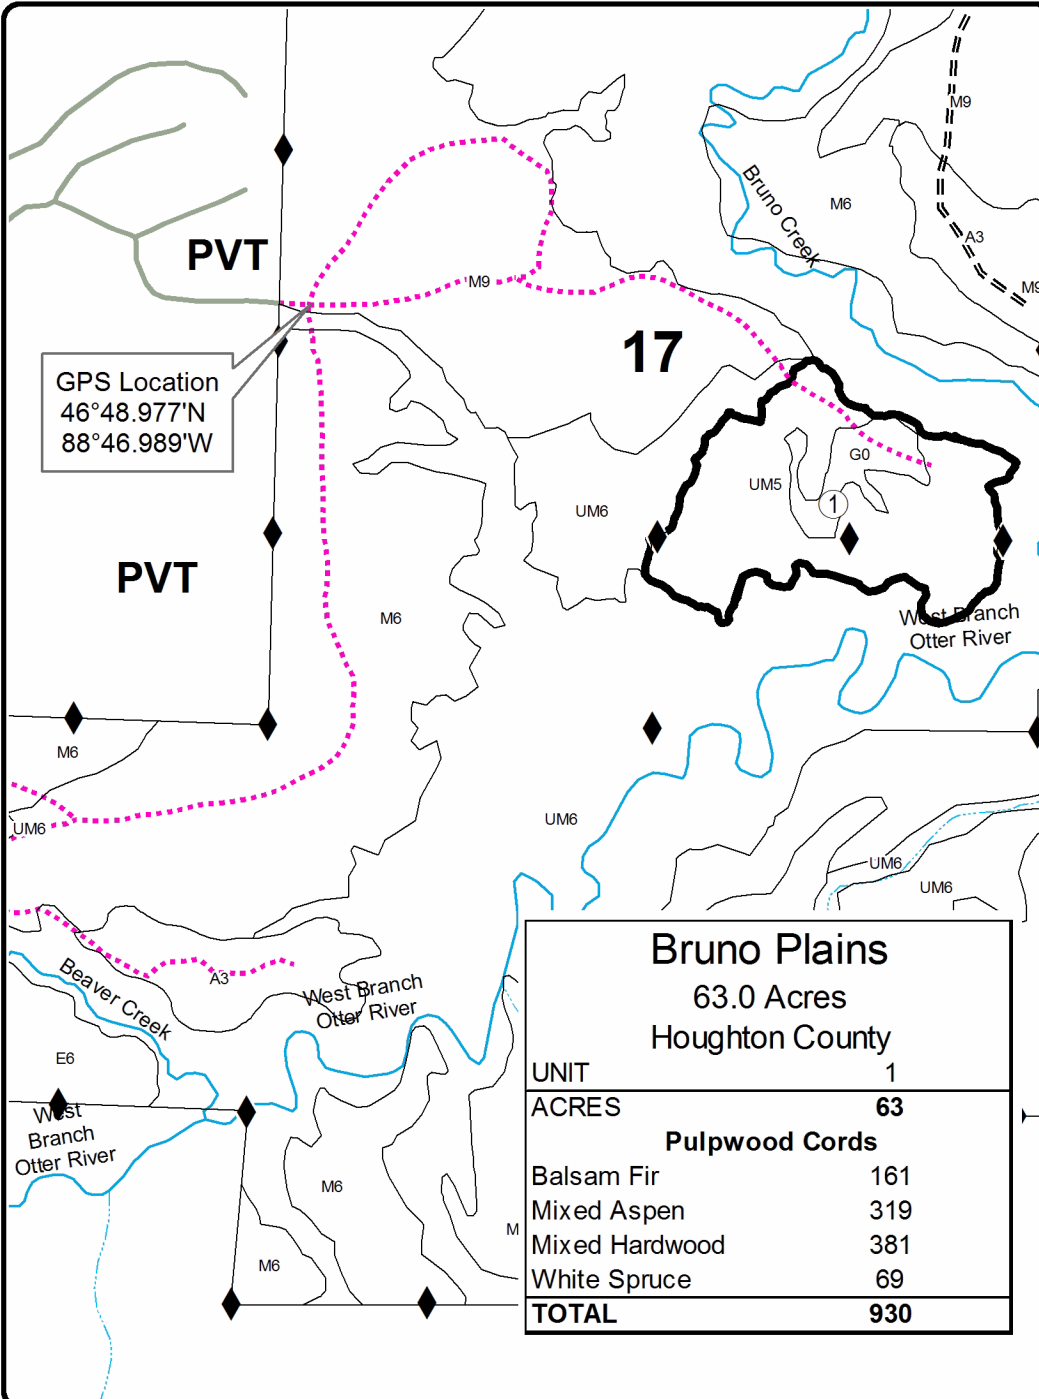 M9
Bruno Creek
M6
PVT
A3
M9
M9
17
GPS Location
46°48.977'N
88°46.989'W
G0
UM5
1
UM6
PVT
M6
West Branch
Otter River
M6
UM6
UM6
UM6
UM6
A3
Beaver Creek
West Branch
Otter River
E6
West
Branch
Otter River
M6
M
M6
Bruno Plains
63.0 Acres
Houghton County
UNIT 1
ACRES 63
Pulpwood Cords
Balsam Fir 161
Mixed Aspen 319
Mixed Hardwood 381
White Spruce 69
TOTAL 930